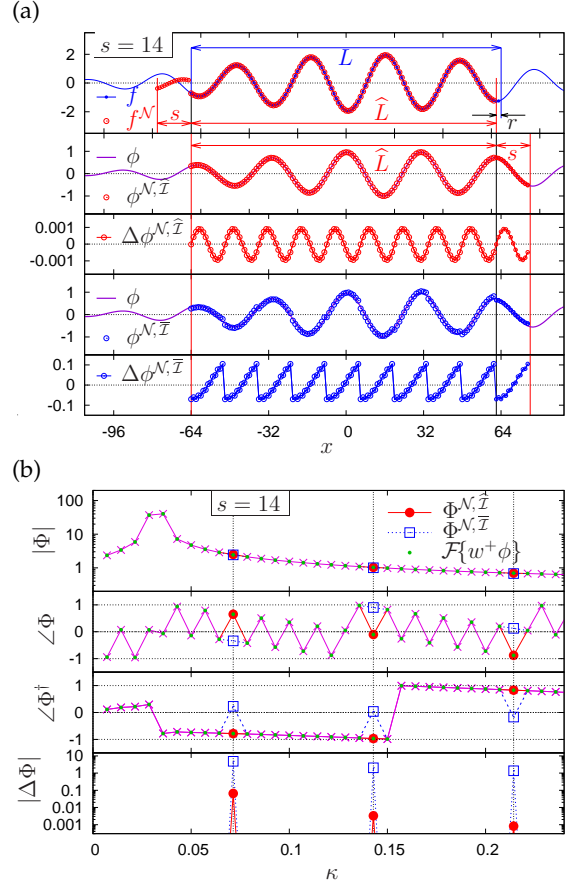 (a)
s = 14
L
2
0
-2
f
f^N
s
L̂
r
φ
φ^{N,Î}
1
0
-1
L̂
s
Δφ^{N,Î}
0.001
0
-0.001
φ
φ^{N,Ī}
1
0
-1
Δφ^{N,Ī}
0.1
0
-0.1
-96 -64 -32 0 32 64
x
(b)
s = 14
Φ^{N,Î}
Φ^{N,Ī}
F{w⁺φ}
|Φ|
100
10
1
∠Φ
1
0
-1
∠Φ†
1
0
-1
|ΔΦ|
10
1
0.1
0.01
0.001
0 0.05 0.1 0.15 0.2
κ